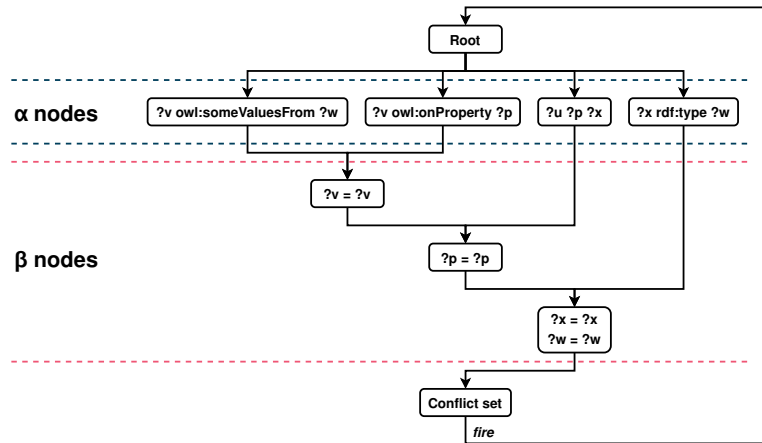 Root
α nodes
?v owl:someValuesFrom ?w
?v owl:onProperty ?p
?u ?p ?x
?x rdf:type ?w
?v = ?v
β nodes
?p = ?p
?x = ?x
?w = ?w
Conflict set
fire